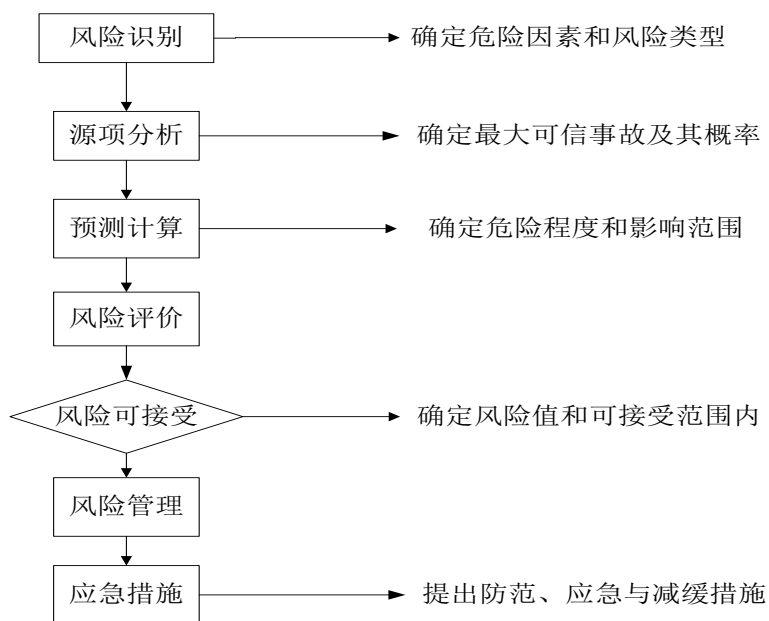 风险识别
确定危险因素和风险类型
源项分析
确定最大可信事故及其概率
预测计算
确定危险程度和影响范围
风险评价
风险可接受
确定风险值和可接受范围内
风险管理
应急措施
提出防范、应急与减缓措施